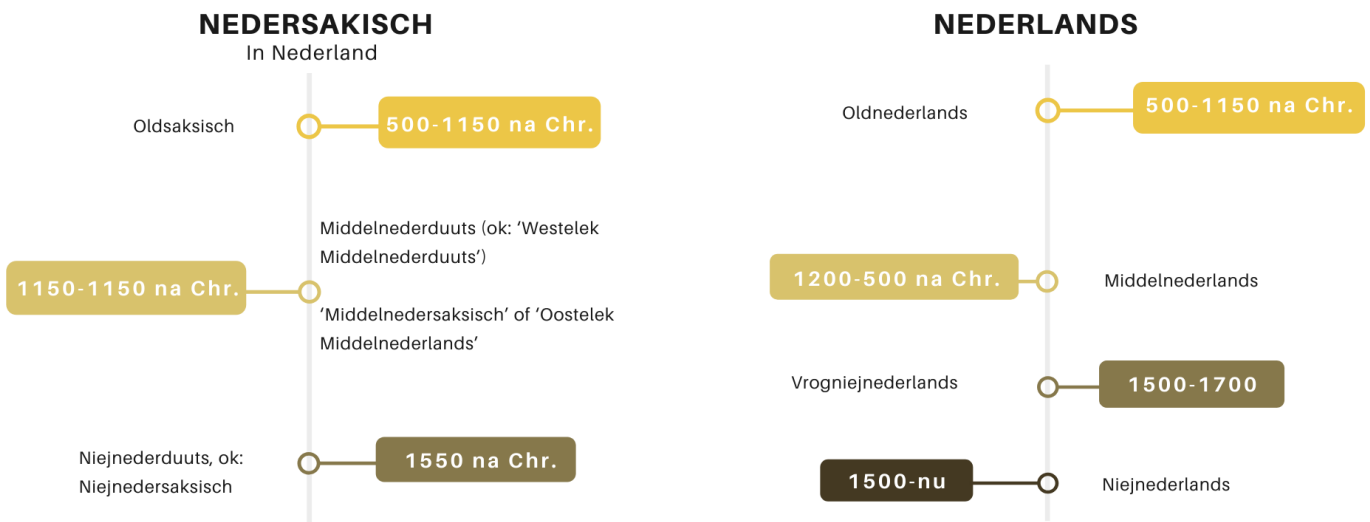 NEDERSAKISCH
In Nederland
Oldsaksisch
500-1150 na Chr.
Middelnederduuts (ok: ‘Westelek
Middelnederduuts’)
1150-1150 na Chr.
‘Middelnedersaksisch’ of ‘Oostelek
Middelnederlands’
Niejnederduuts, ok:
Niejnedersaksisch
1550 na Chr.
NEDERLANDS
Oldnederlands
500-1150 na Chr.
1200-500 na Chr.
Middelnederlands
Vrogniejnederlands
1500-1700
1500-nu
Niejnederlands